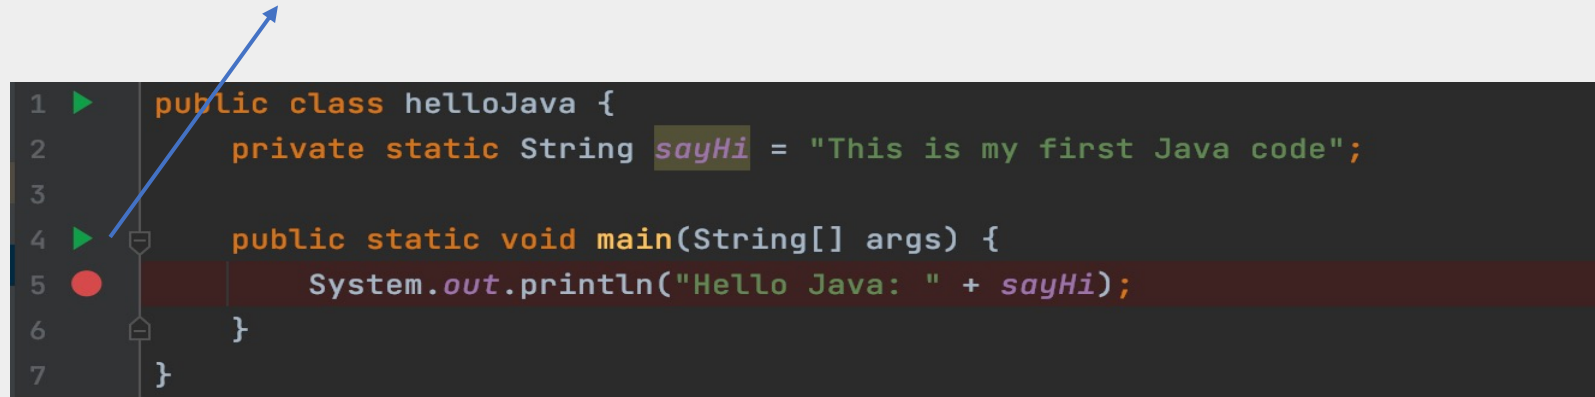 1 public class helloJava {
2     private static String sayHi = "This is my first Java code";
3
4     public static void main(String[] args) {
5         System.out.println("Hello Java: " + sayHi);
6     }
7 }